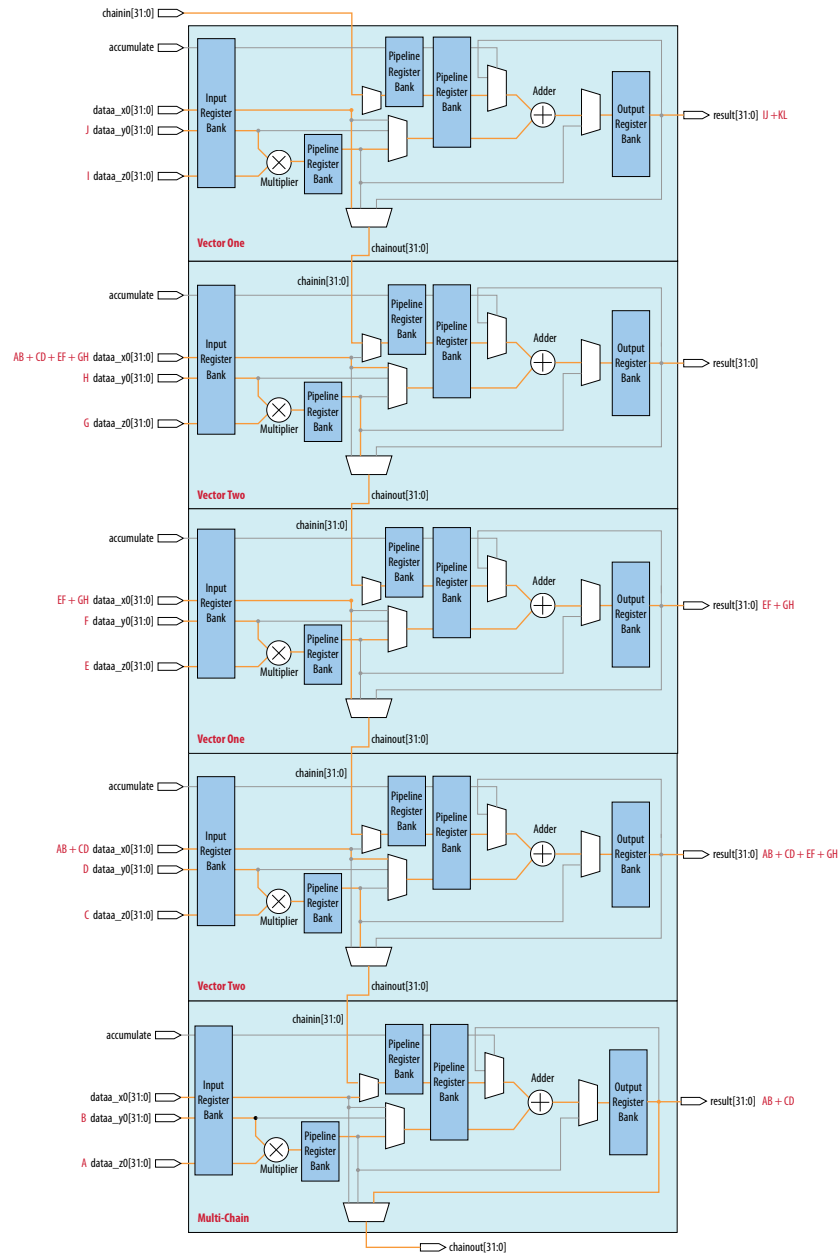 chainin[31:0]
accumulate
Input
Register
Bank
Pipeline
Register
Bank
Pipeline
Register
Bank
Adder
Output
Register
Bank
dataa_x0[31:0]
J dataa_y0[31:0]
I dataa_z0[31:0]
Multiplier
Pipeline
Register
Bank
result[31:0] IJ + KL
Vector One
chainout[31:0]
chainin[31:0]
accumulate
Input
Register
Bank
Pipeline
Register
Bank
Pipeline
Register
Bank
Adder
Output
Register
Bank
AB + CD + EF + GH dataa_x0[31:0]
H dataa_y0[31:0]
G dataa_z0[31:0]
Multiplier
Pipeline
Register
Bank
result[31:0]
Vector Two
chainout[31:0]
chainin[31:0]
accumulate
Input
Register
Bank
Pipeline
Register
Bank
Pipeline
Register
Bank
Adder
Output
Register
Bank
EF + GH dataa_x0[31:0]
F dataa_y0[31:0]
E dataa_z0[31:0]
Multiplier
Pipeline
Register
Bank
result[31:0] EF + GH
Vector One
chainout[31:0]
chainin[31:0]
accumulate
Input
Register
Bank
Pipeline
Register
Bank
Pipeline
Register
Bank
Adder
Output
Register
Bank
AB + CD dataa_x0[31:0]
D dataa_y0[31:0]
C dataa_z0[31:0]
Multiplier
Pipeline
Register
Bank
result[31:0] AB + CD + EF + GH
Vector Two
chainout[31:0]
chainin[31:0]
accumulate
Input
Register
Bank
Pipeline
Register
Bank
Pipeline
Register
Bank
Adder
Output
Register
Bank
dataa_x0[31:0]
B dataa_y0[31:0]
A dataa_z0[31:0]
Multiplier
Pipeline
Register
Bank
result[31:0] AB + CD
Multi-Chain
chainout[31:0]